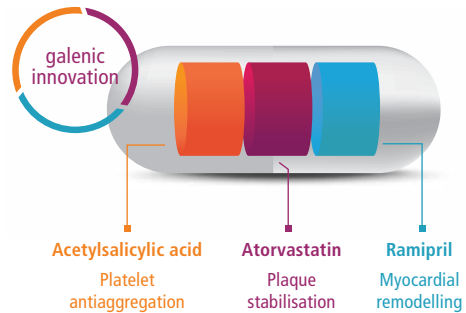 galenic
innovation
Acetylsalicylic acid
Atorvastatin
Ramipril
Platelet
antiaggregation
Plaque
stabilisation
Myocardial
remodelling